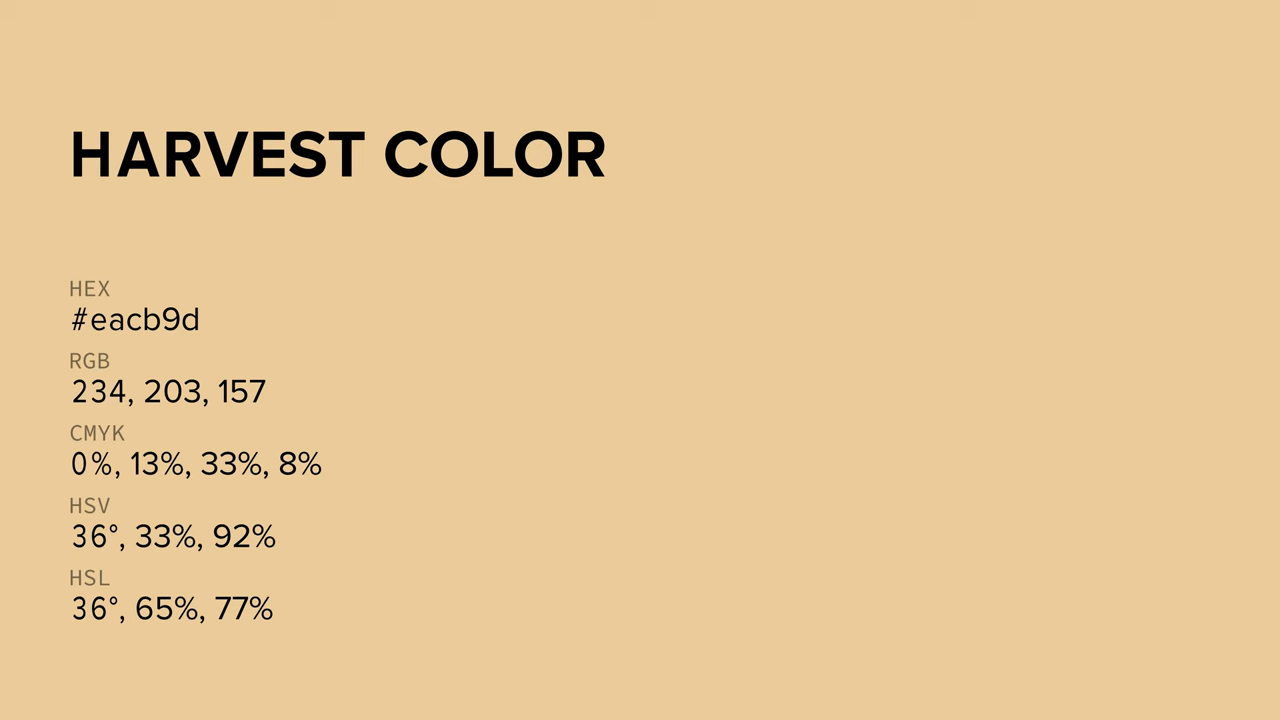 HARVEST COLOR
HEX
#eacb9d
RGB
234, 203, 157
CMYK
0%, 13%, 33%, 8%
HSV
36°, 33%, 92%
HSL
36°, 65%, 77%